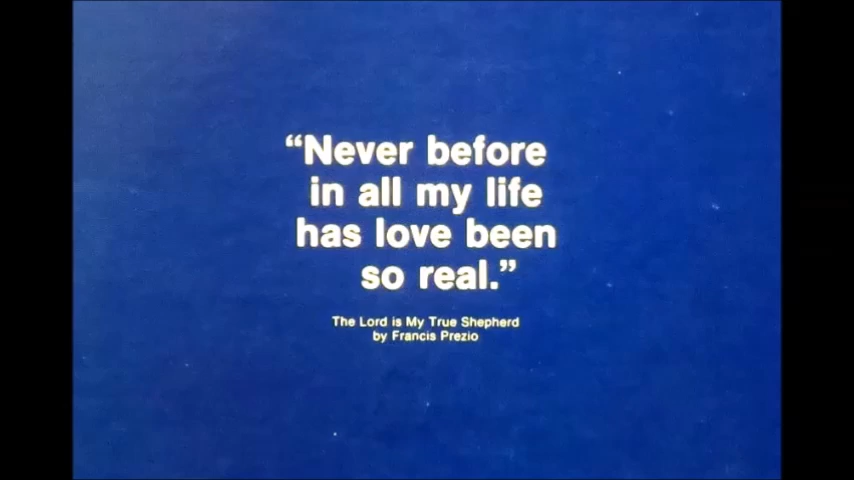 “Never before
in all my life
has love been
so real.”
The Lord is My True Shepherd
by Francis Prezio